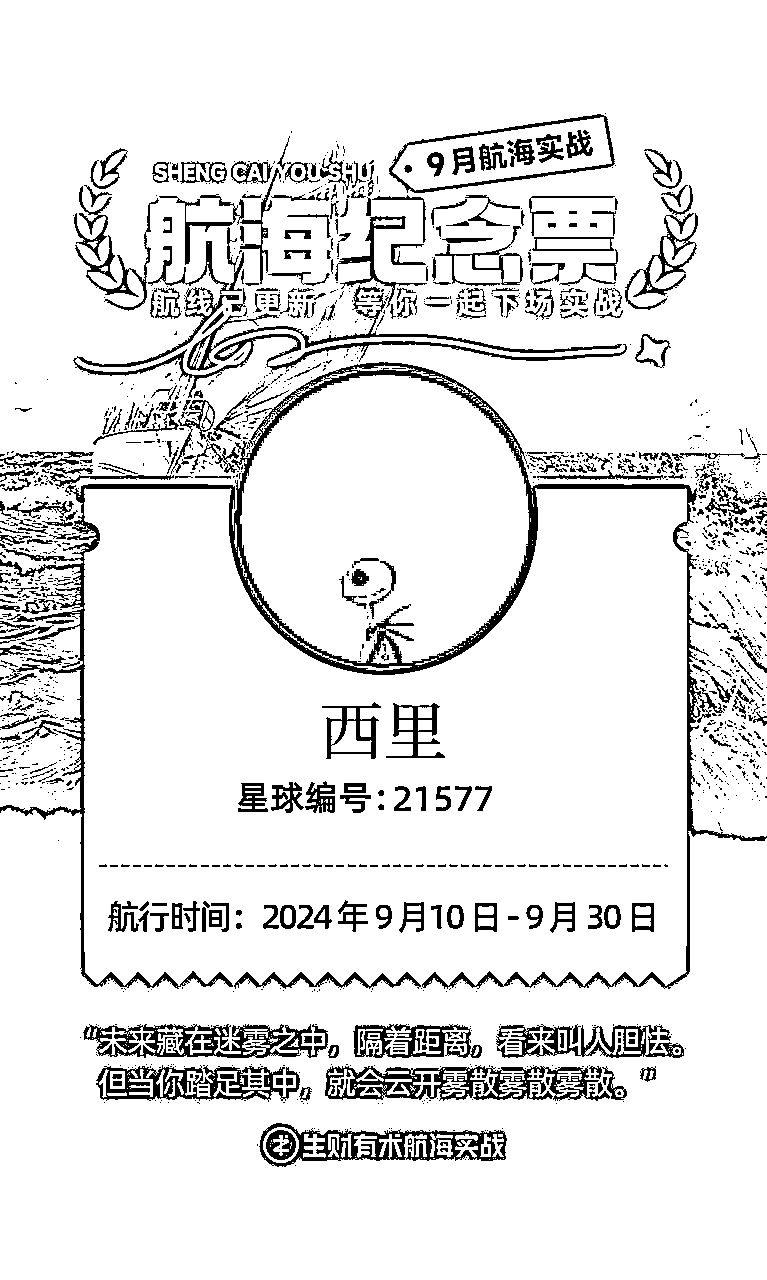 9月航海实战
SHENG CAI YOU SHU
航海纪念票
航线已更新，等你一起下场实战
西里
星球编号:21577
航行时间：2024年9月10日-9月30日
“未来藏在迷雾之中，隔着距离，看来叫人胆怯。
但当你踏足其中，就会云开雾散雾散雾散。”
生财有术航海实战